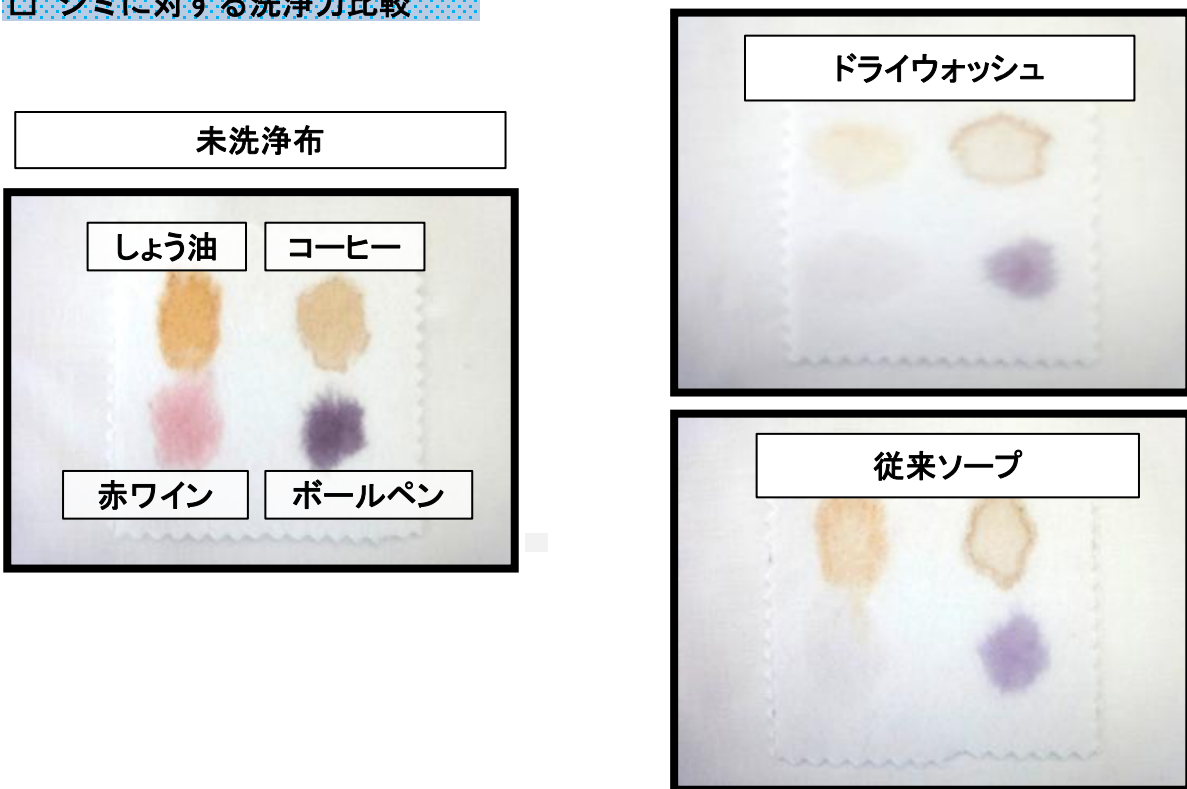 ロ シミに対する洗浄力比較
未洗浄布
しょう油
コーヒー
赤ワイン
ボールペン
ドライウォッシュ
従来ソープ